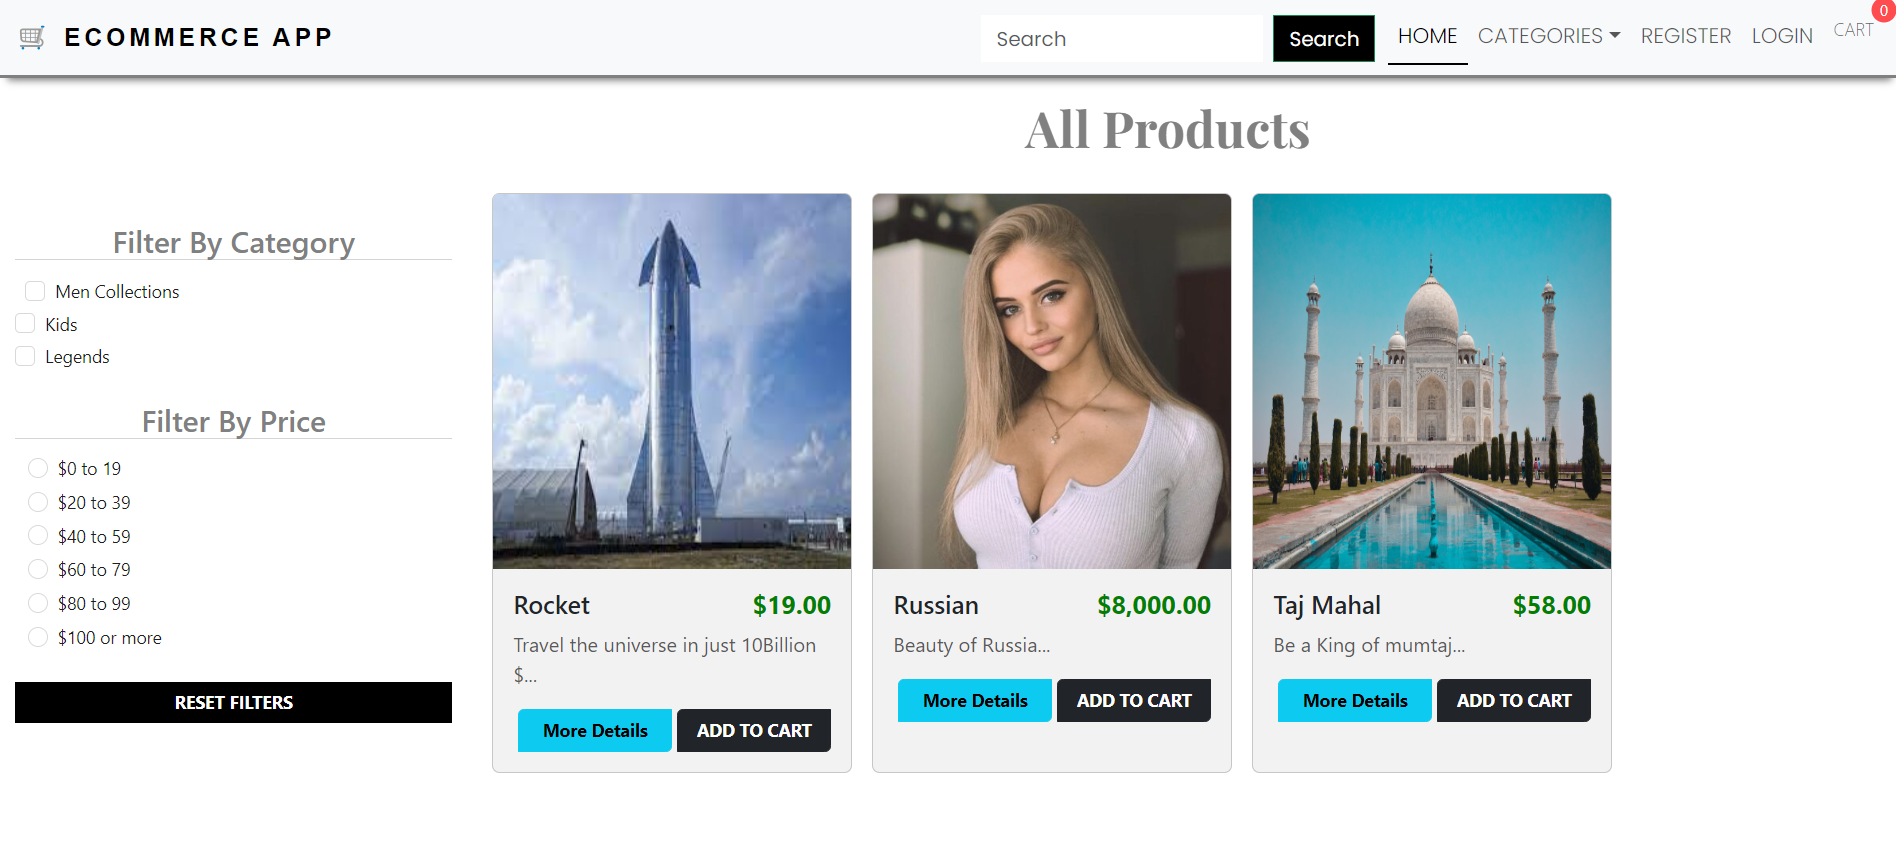 ECOMMERCE APP
Search
Search
HOME
CATEGORIES
REGISTER
LOGIN
CART
0
All Products
Filter By Category
Men Collections
Kids
Legends
Filter By Price
$0 to 19
$20 to 39
$40 to 59
$60 to 79
$80 to 99
$100 or more
RESET FILTERS
Rocket $19.00
Travel the universe in just 10Billion
$...
More Details ADD TO CART
Russian $8,000.00
Beauty of Russia...
More Details ADD TO CART
Taj Mahal $58.00
Be a King of mumtaj...
More Details ADD TO CART